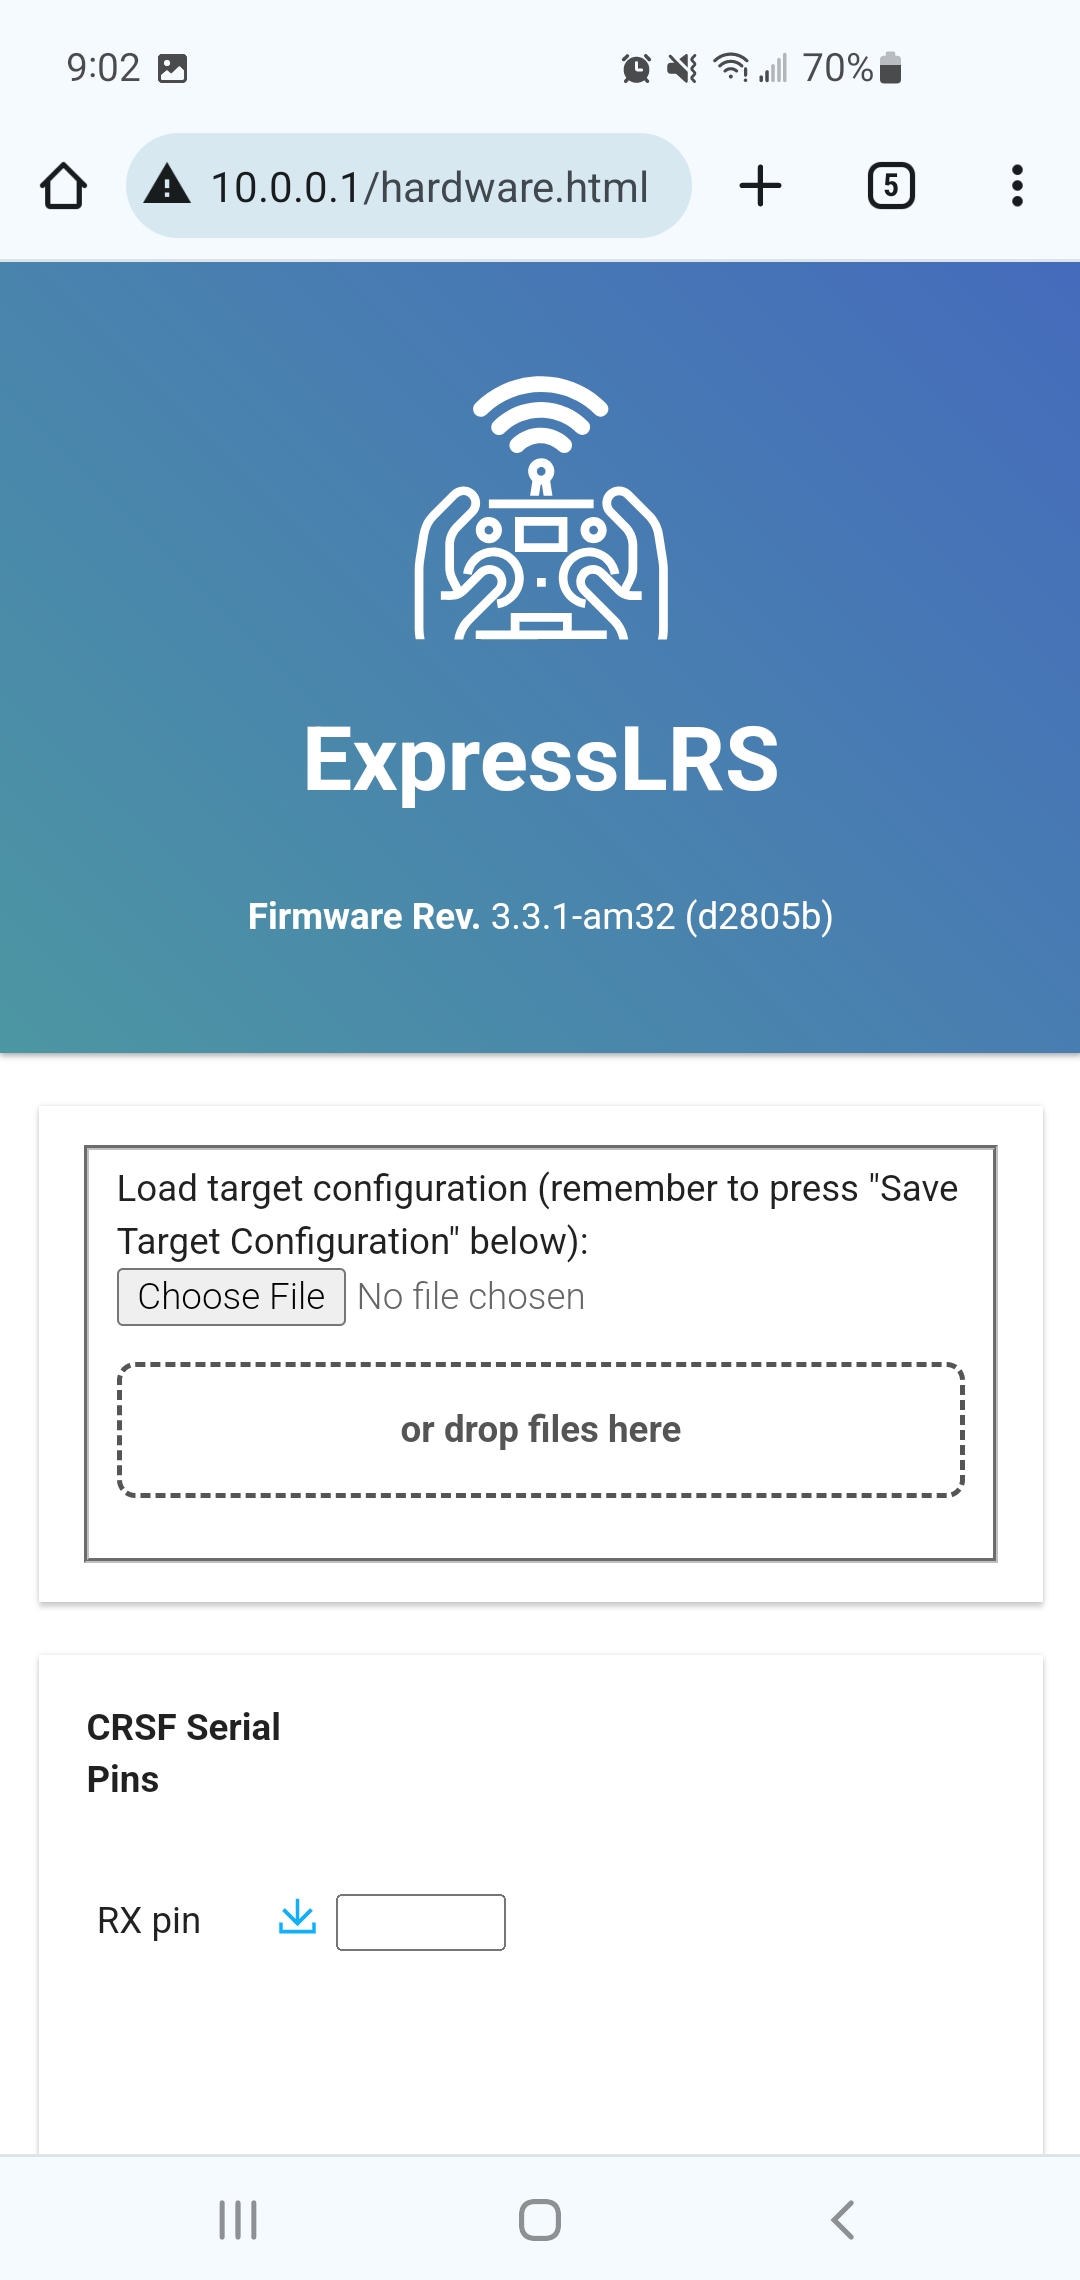 9:02
70%
10.0.0.1/hardware.html
5
ExpressLRS
Firmware Rev. 3.3.1-am32 (d2805b)
Load target configuration (remember to press "Save
Target Configuration" below):
Choose File No file chosen
or drop files here
CRSF Serial
Pins
RX pin